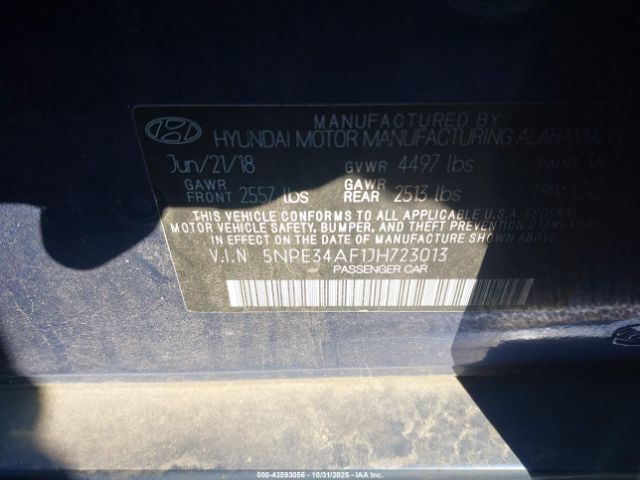 MANUFACTURED BY
HYUNDAI MOTOR MANUFACTURING ALABAMA,
Jun/21/18 GVWR 4497 lbs PAINT
GAWR FRONT 2557 lbs GAWR REAR 2513 lbs TRIM
THIS VEHICLE CONFORMS TO ALL APPLICABLE U.S.A. FEDERAL
MOTOR VEHICLE SAFETY, BUMPER, AND THEFT PREVENTION STANDARDS
IN EFFECT ON THE DATE OF MANUFACTURE SHOWN ABOVE.
V.I.N 5NPE34AF1JH723013
PASSENGER CAR
000-43593056 10/31/2025 IAA Inc.